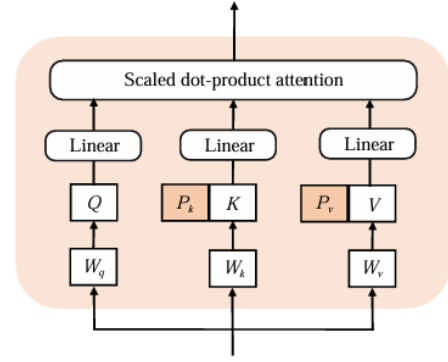 Scaled dot-product attention
Linear Linear Linear
Q P_k K P_v V
W_q W_k W_v